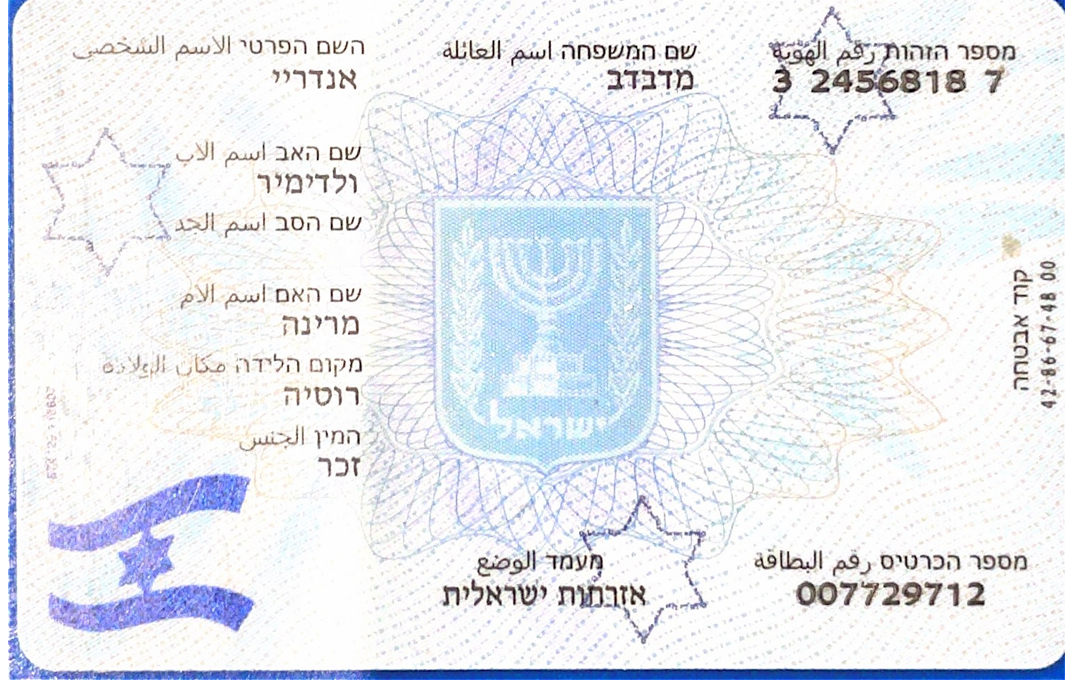 מספר הזהות رقم الهوية
3 2456818 7
שם המשפחה اسم العائلة
מדבדב
השם הפרטי الاسم الشخصي
אנדריי
שם האב اسم الاب
ולדימיר
שם הסב اسم الجد
שם האם اسم الام
מרינה
מקום הלידה مكان الولادة
רוסיה
המין الجنس
זכר
ישראל
קוד אבטחה
42-86-67-48 00
מעמד الوضع
אזרחות ישראלית
מספר הכרטיס رقم البطاقة
007729712